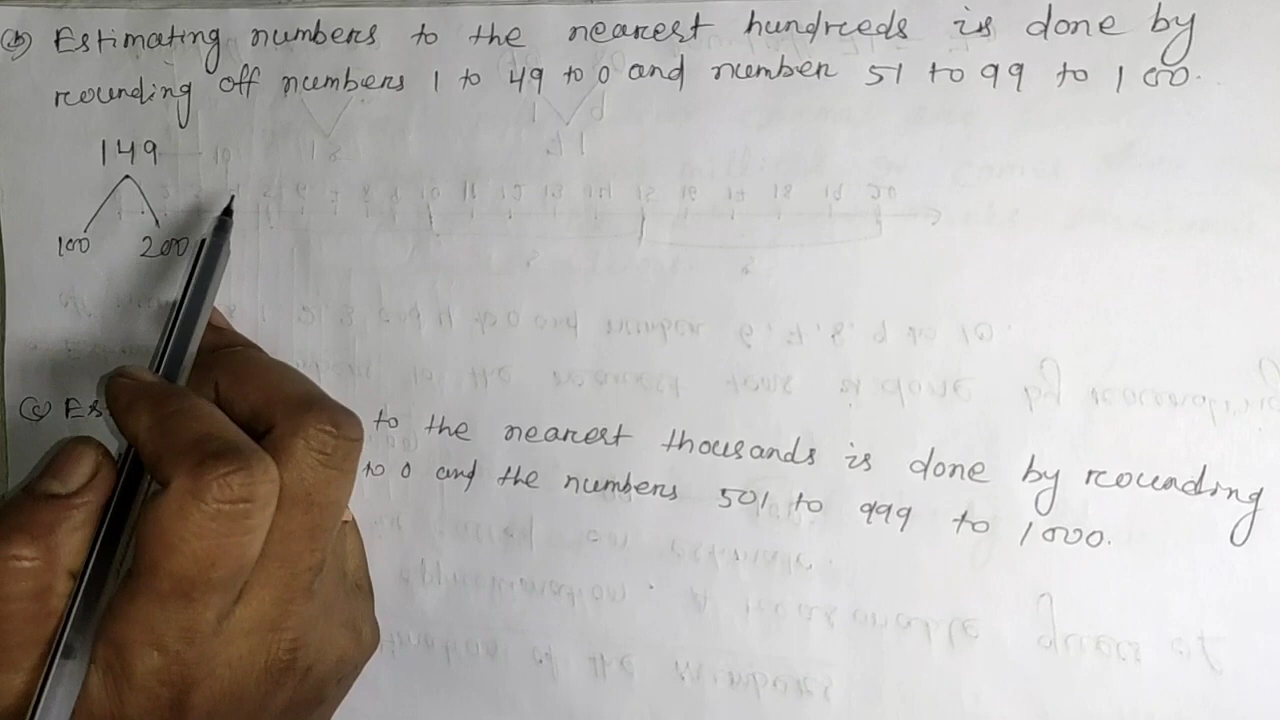 (b) Estimating numbers to the nearest hundreds is done by
rounding off numbers 1 to 49 to 0 and number 51 to 99 to 100.
149
100 200
(c) Es to the nearest thousands is done by rounding
to 0 and the numbers 501 to 999 to 1000.